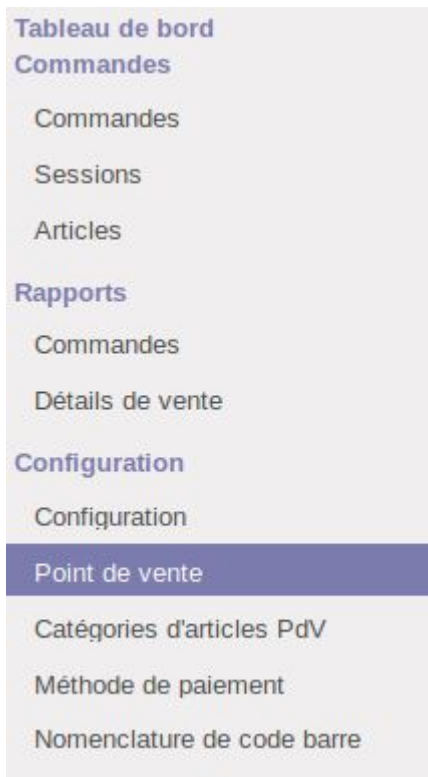 Tableau de bord
Commandes
Commandes
Sessions
Articles
Rapports
Commandes
Détails de vente
Configuration
Configuration
Point de vente
Catégories d'articles PdV
Méthode de paiement
Nomenclature de code barre